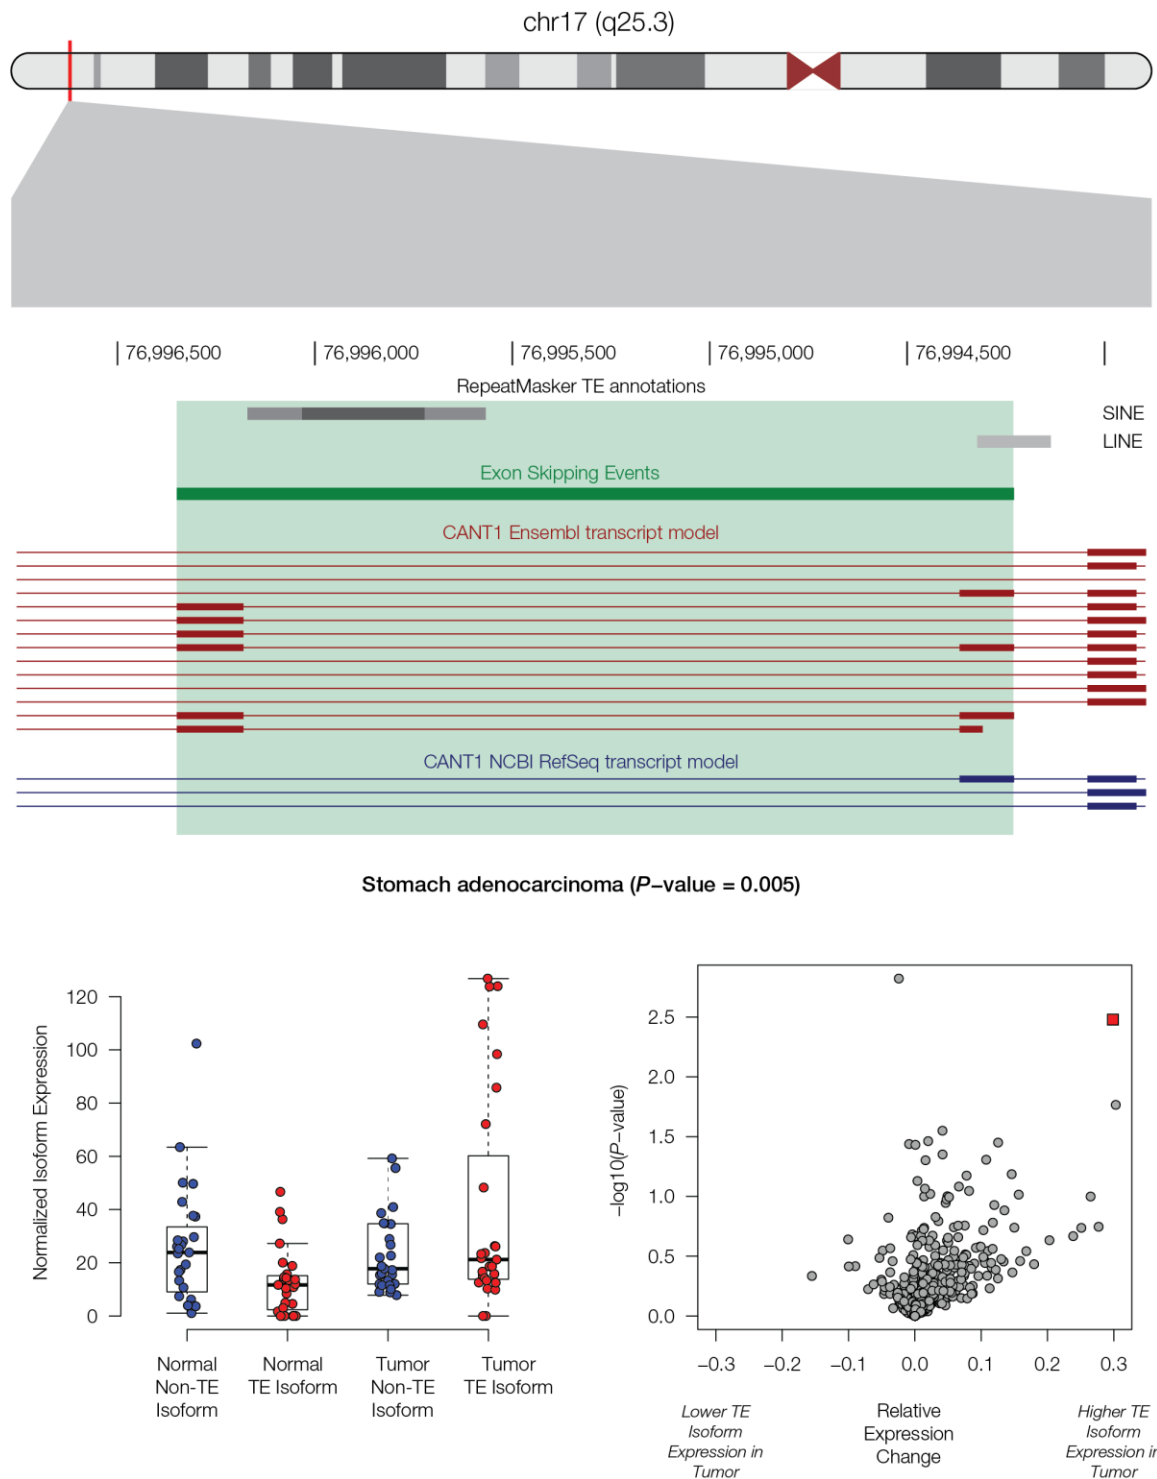 chr17 (q25.3)
76,996,500 76,996,000 76,995,500 76,995,000 76,994,500
RepeatMasker TE annotations
SINE
LINE
Exon Skipping Events
CANT1 Ensembl transcript model
CANT1 NCBI RefSeq transcript model
Stomach adenocarcinoma (P–value = 0.005)
Normalized Isoform Expression
120
100
80
60
40
20
0
Normal
Non-TE
Isoform
Normal
TE Isoform
Tumor
Non-TE
Isoform
Tumor
TE Isoform
–log10(P–value)
2.5
2.0
1.5
1.0
0.5
0.0
–0.3 –0.2 –0.1 0.0 0.1 0.2 0.3
Lower TE
Isoform
Expression in
Tumor
Relative
Expression
Change
Higher TE
Isoform
Expression in
Tumor